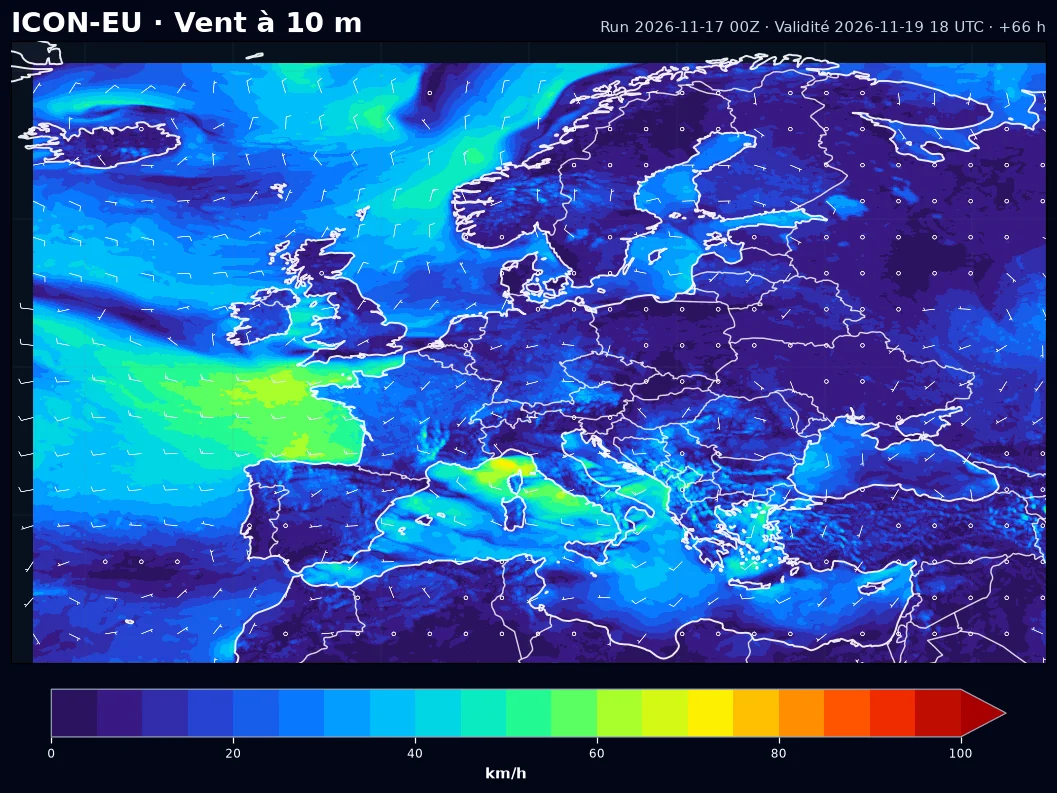 ICON-EU · Vent à 10 m
Run 2026-11-17 00Z · Validité 2026-11-19 18 UTC · +66 h
0 20 40 60 80 100
km/h